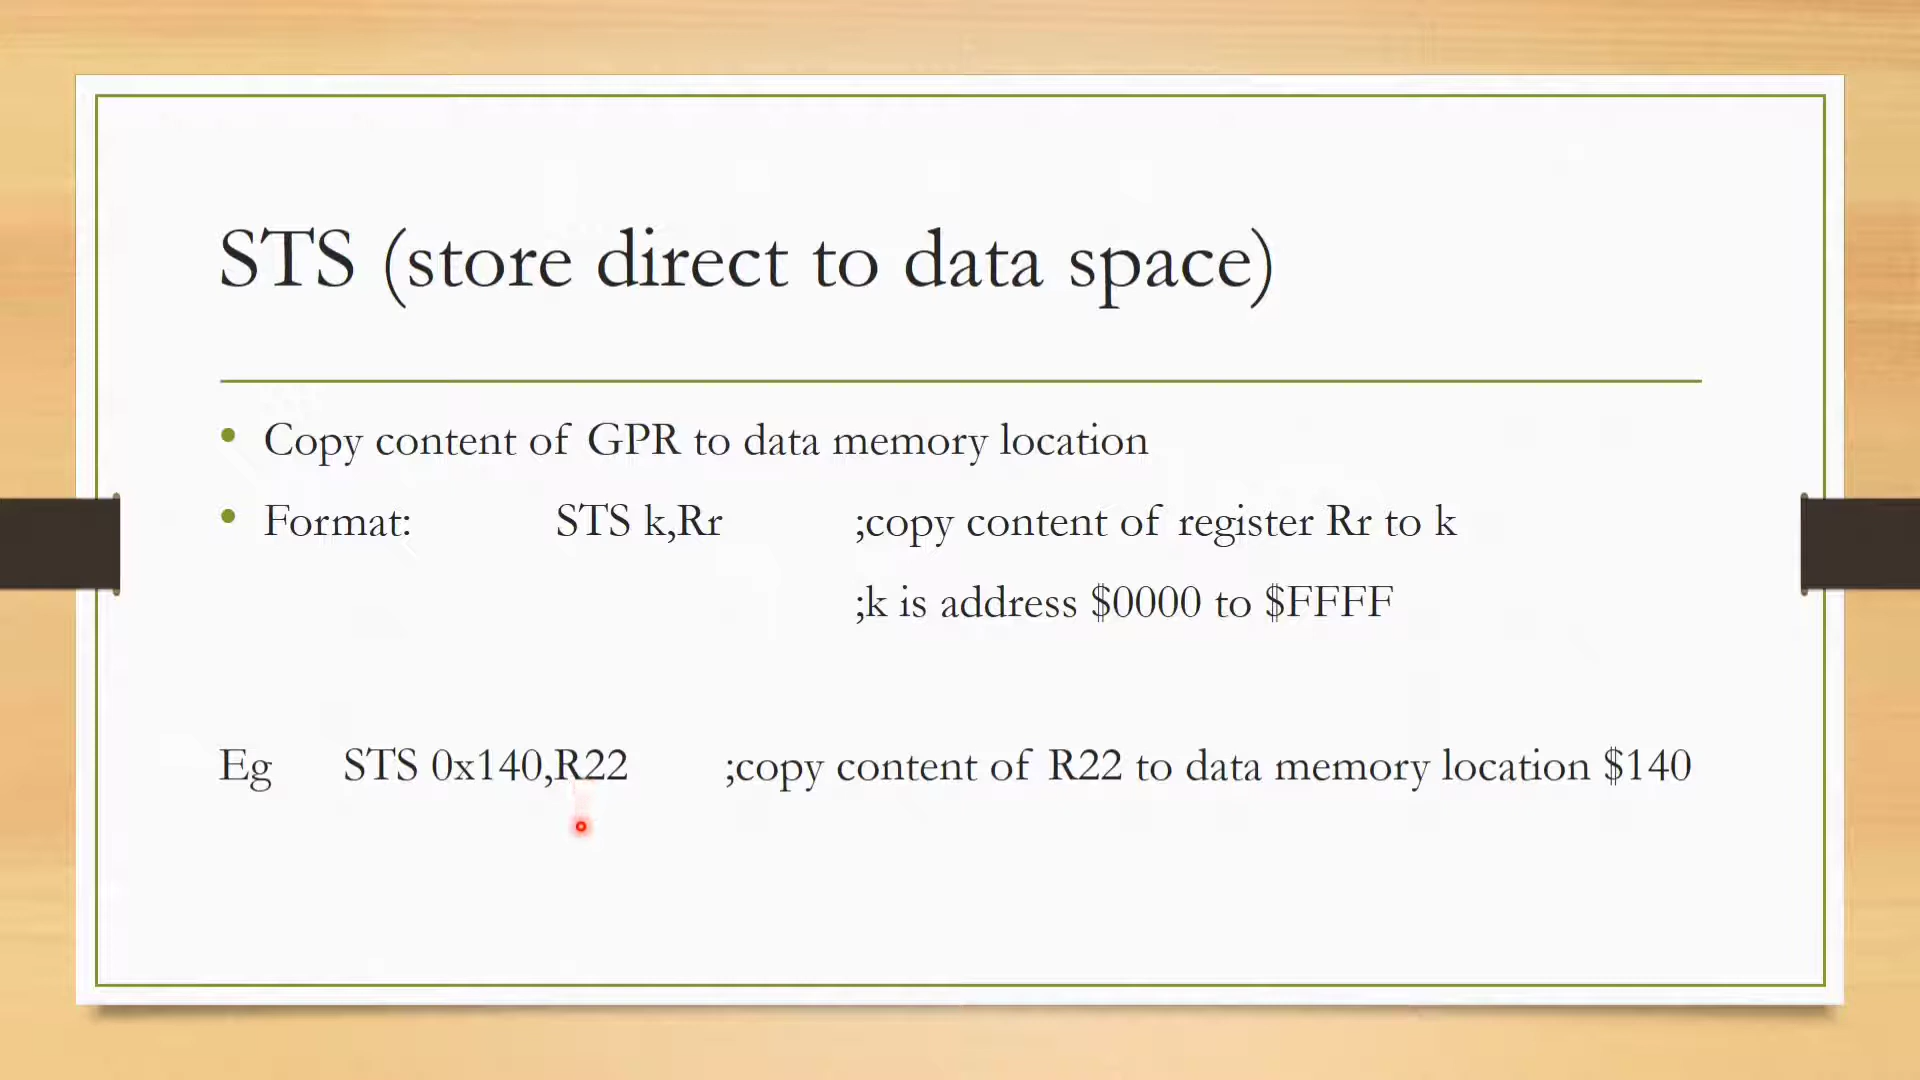 STS (store direct to data space)
• Copy content of GPR to data memory location
• Format: STS k,Rr ;copy content of register Rr to k
;k is address $0000 to $FFFF
Eg STS 0x140,R22 ;copy content of R22 to data memory location $140